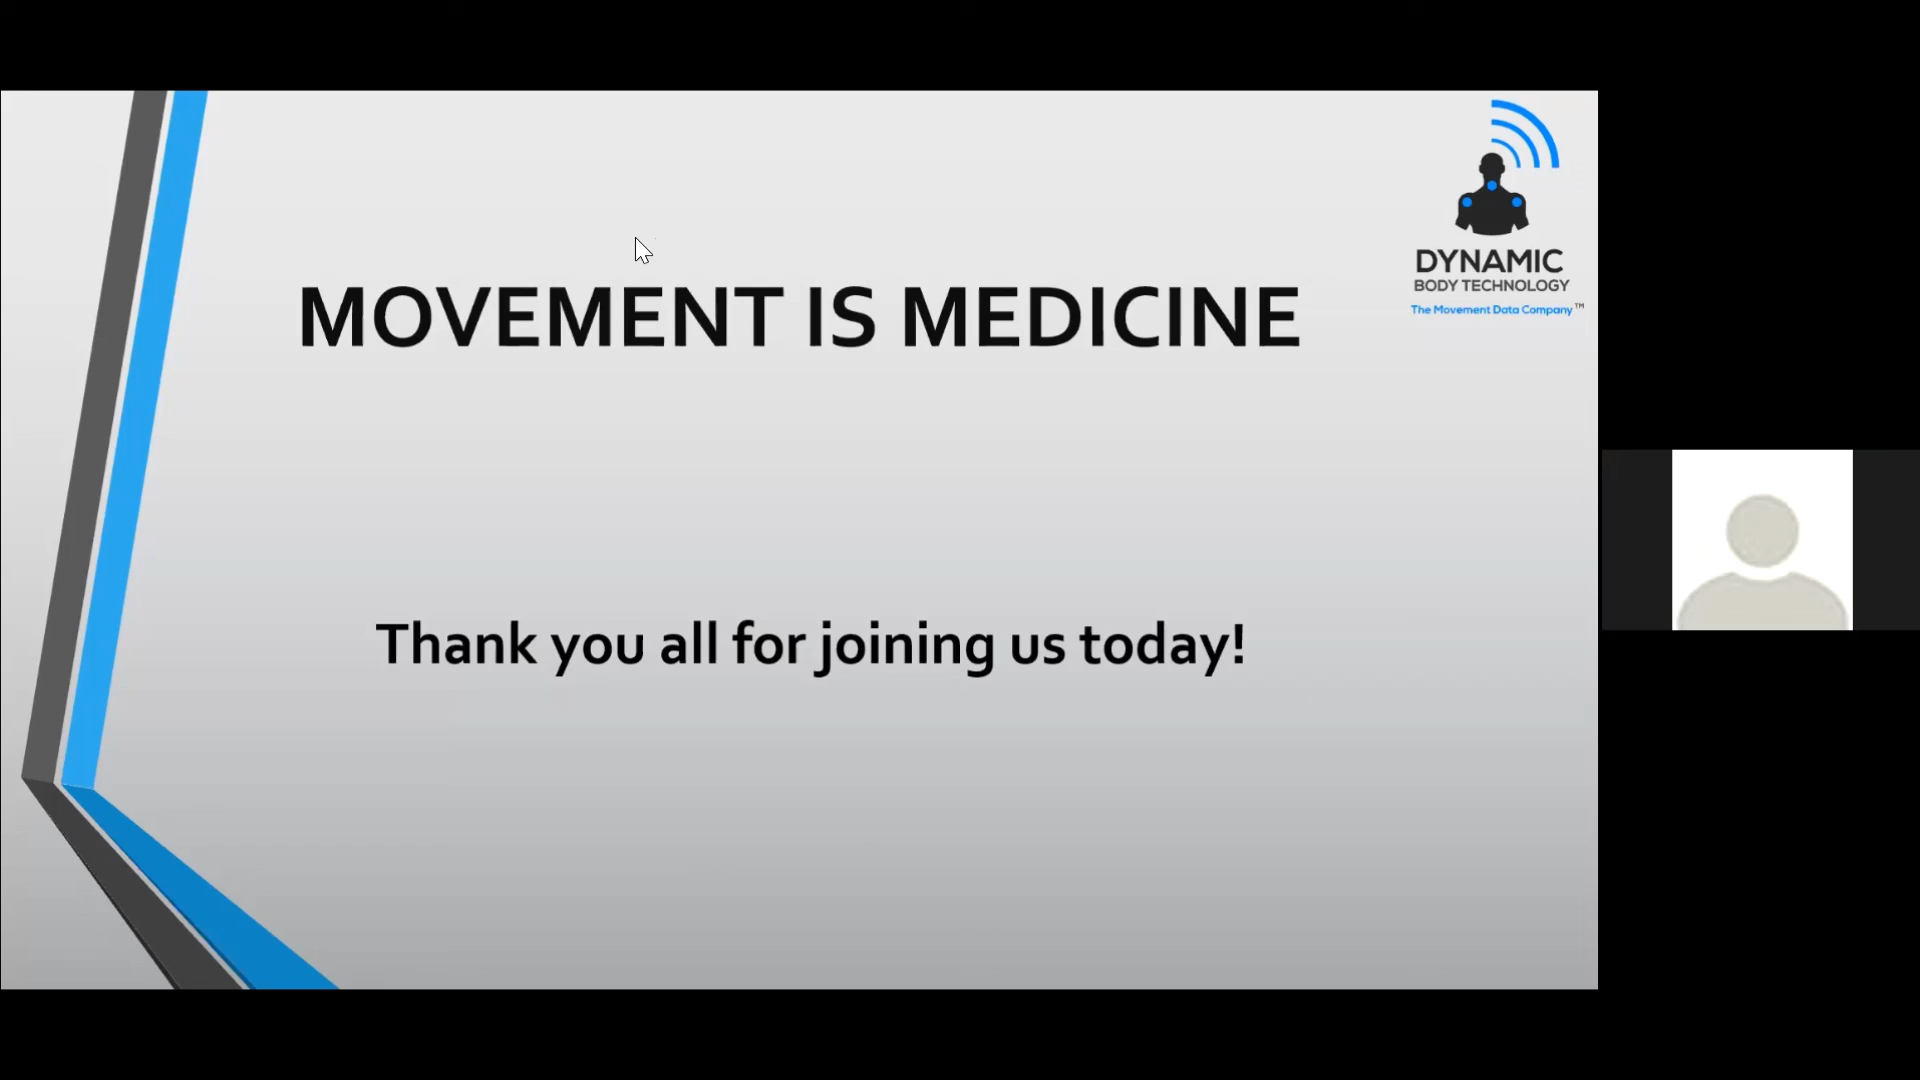 DYNAMIC
BODY TECHNOLOGY
The Movement Data Company™
MOVEMENT IS MEDICINE
Thank you all for joining us today!